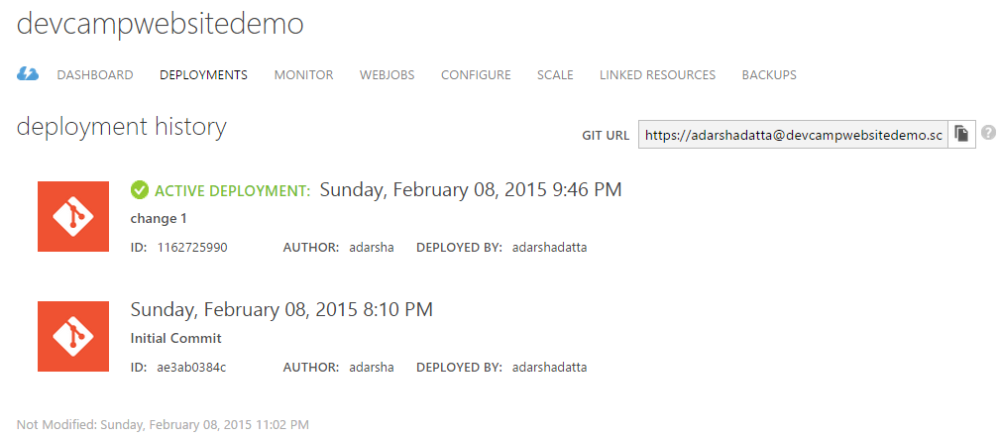 devcampwebsitedemo
DASHBOARD DEPLOYMENTS MONITOR WEBJOBS CONFIGURE SCALE LINKED RESOURCES BACKUPS
deployment history
GIT URL https://adarshadatta@devcampwebsitedemo.sc ?
ACTIVE DEPLOYMENT: Sunday, February 08, 2015 9:46 PM
change 1
ID: 1162725990 AUTHOR: adarsha DEPLOYED BY: adarshadatta
Sunday, February 08, 2015 8:10 PM
Initial Commit
ID: ae3ab0384c AUTHOR: adarsha DEPLOYED BY: adarshadatta
Not Modified: Sunday, February 08, 2015 11:02 PM